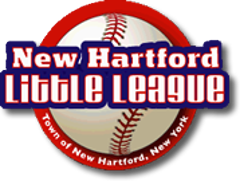 New Hartford
Little League
Town of New Hartford, New York